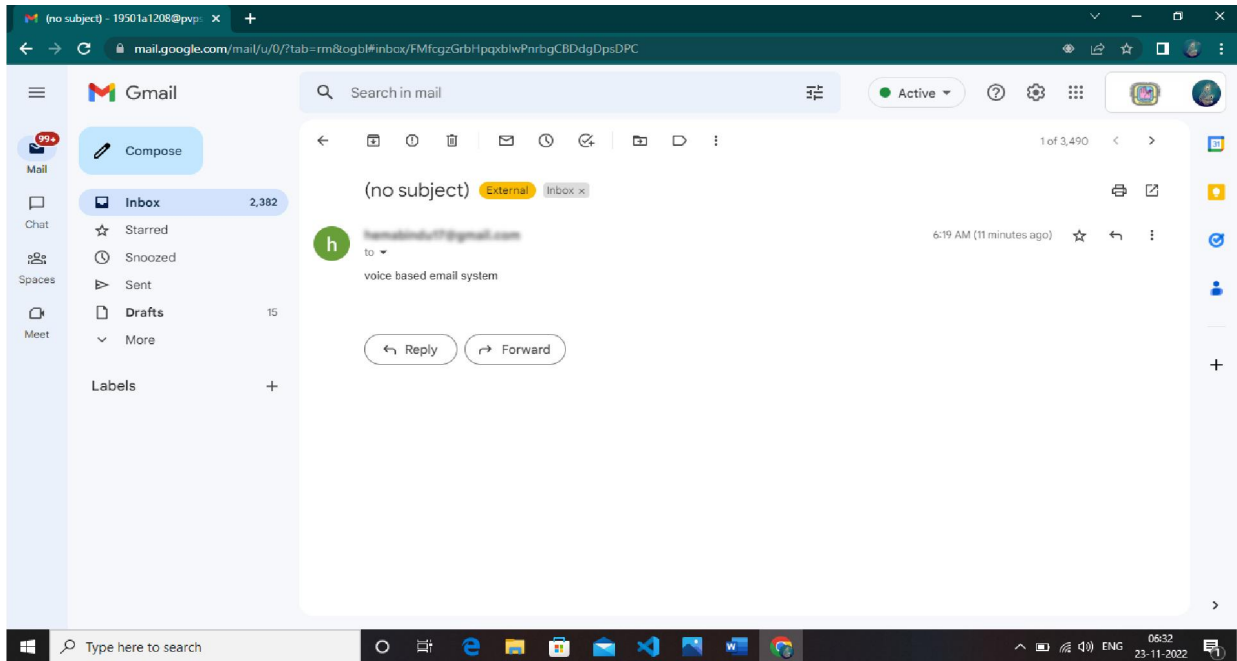 (no subject) - 19501a1208@pvp
mail.google.com/mail/u/0/?tab=rm&ogbl#inbox/FMfcgzGrbHpqxblwPnrbgCBDdgDpsDPC
Gmail
Search in mail
Active
99+
Mail
Compose
1 of 3,490
31
(no subject) External Inbox ×
Inbox 2,382
Chat
Starred
h
6:19 AM (11 minutes ago)
to
Snoozed
Spaces
voice based email system
Sent
Drafts 15
Meet
More
Reply Forward
Labels
Type here to search
ENG
06:32
23-11-2022
1